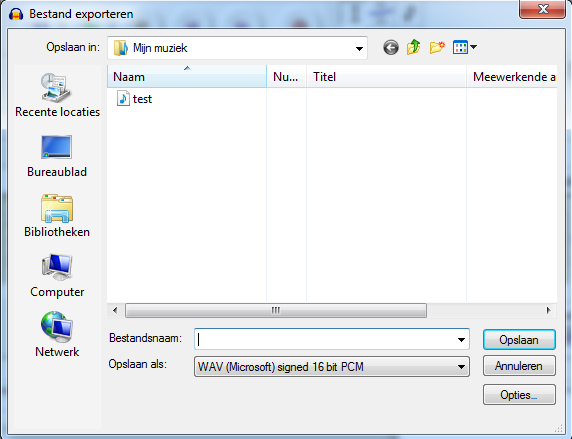 Bestand exporteren
Opslaan in: Mijn muziek
Naam Nu... Titel Meewerkende a
test
Recente locaties
Bureaublad
Bibliotheken
Computer
Netwerk
Bestandsnaam: Opslaan
Opslaan als: WAV (Microsoft) signed 16 bit PCM Annuleren
Opties...